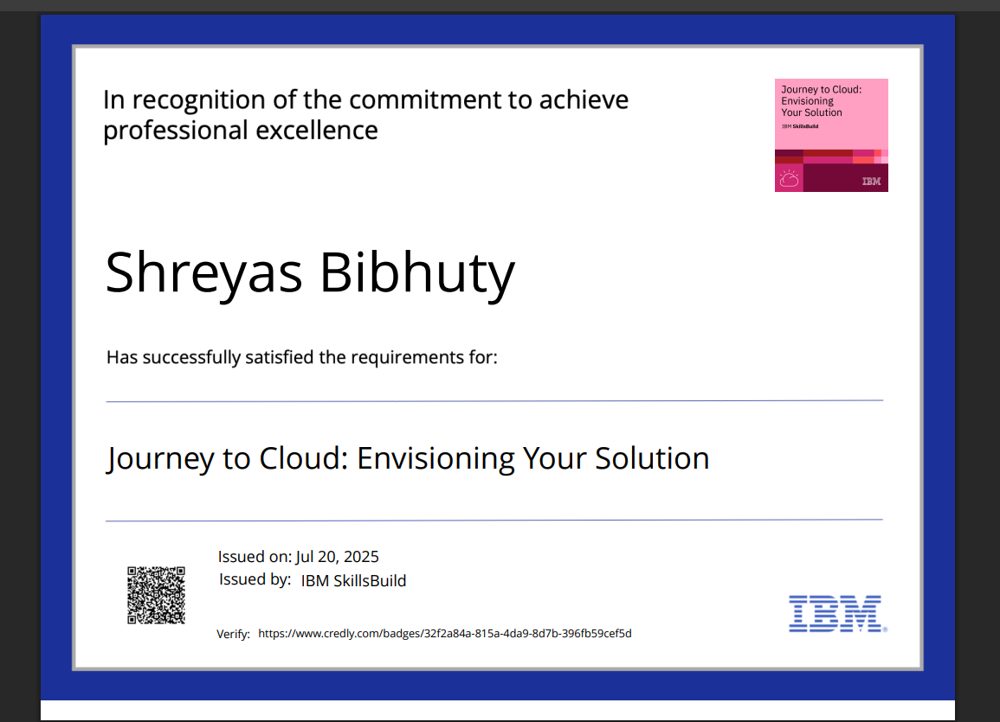 In recognition of the commitment to achieve
professional excellence
Journey to Cloud:
Envisioning
Your Solution
IBM SkillsBuild
IBM
Shreyas Bibhuty
Has successfully satisfied the requirements for:
Journey to Cloud: Envisioning Your Solution
Issued on: Jul 20, 2025
Issued by: IBM SkillsBuild
Verify: https://www.credly.com/badges/32f2a84a-815a-4da9-8d7b-396fb59cef5d
IBM®